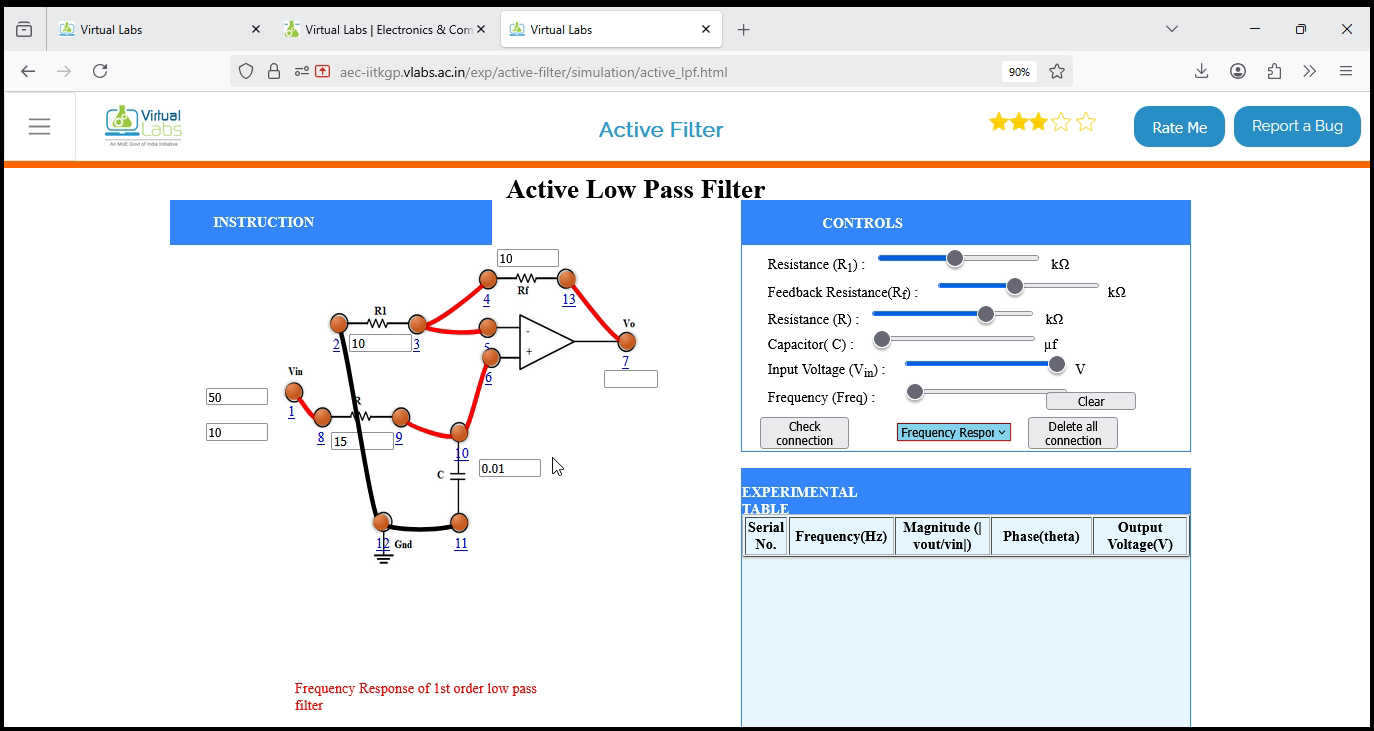 Virtual Labs
Virtual Labs | Electronics & Com
Virtual Labs
aec-iitkgp.vlabs.ac.in/exp/active-filter/simulation/active_lpf.html
90%
Virtual
Labs
An MoE Govt of India Initiative
Active Filter
Rate Me
Report a Bug
Active Low Pass Filter
INSTRUCTION
10
Rf
4
13
R1
2
10
3
5
-
+
6
Vo
7
Vin
50
1
R
10
8
15
9
10
C
0.01
12
Gnd
11
Frequency Response of 1st order low pass
filter
CONTROLS
Resistance (R1) :
kΩ
Feedback Resistance(Rf) :
kΩ
Resistance (R) :
kΩ
Capacitor( C) :
μf
Input Voltage (Vin) :
V
Frequency (Freq) :
Clear
Check
connection
Frequency Respor
Delete all
connection
EXPERIMENTAL
TABLE
Serial
No.
Frequency(Hz)
Magnitude (|
vout/vin|)
Phase(theta)
Output
Voltage(V)